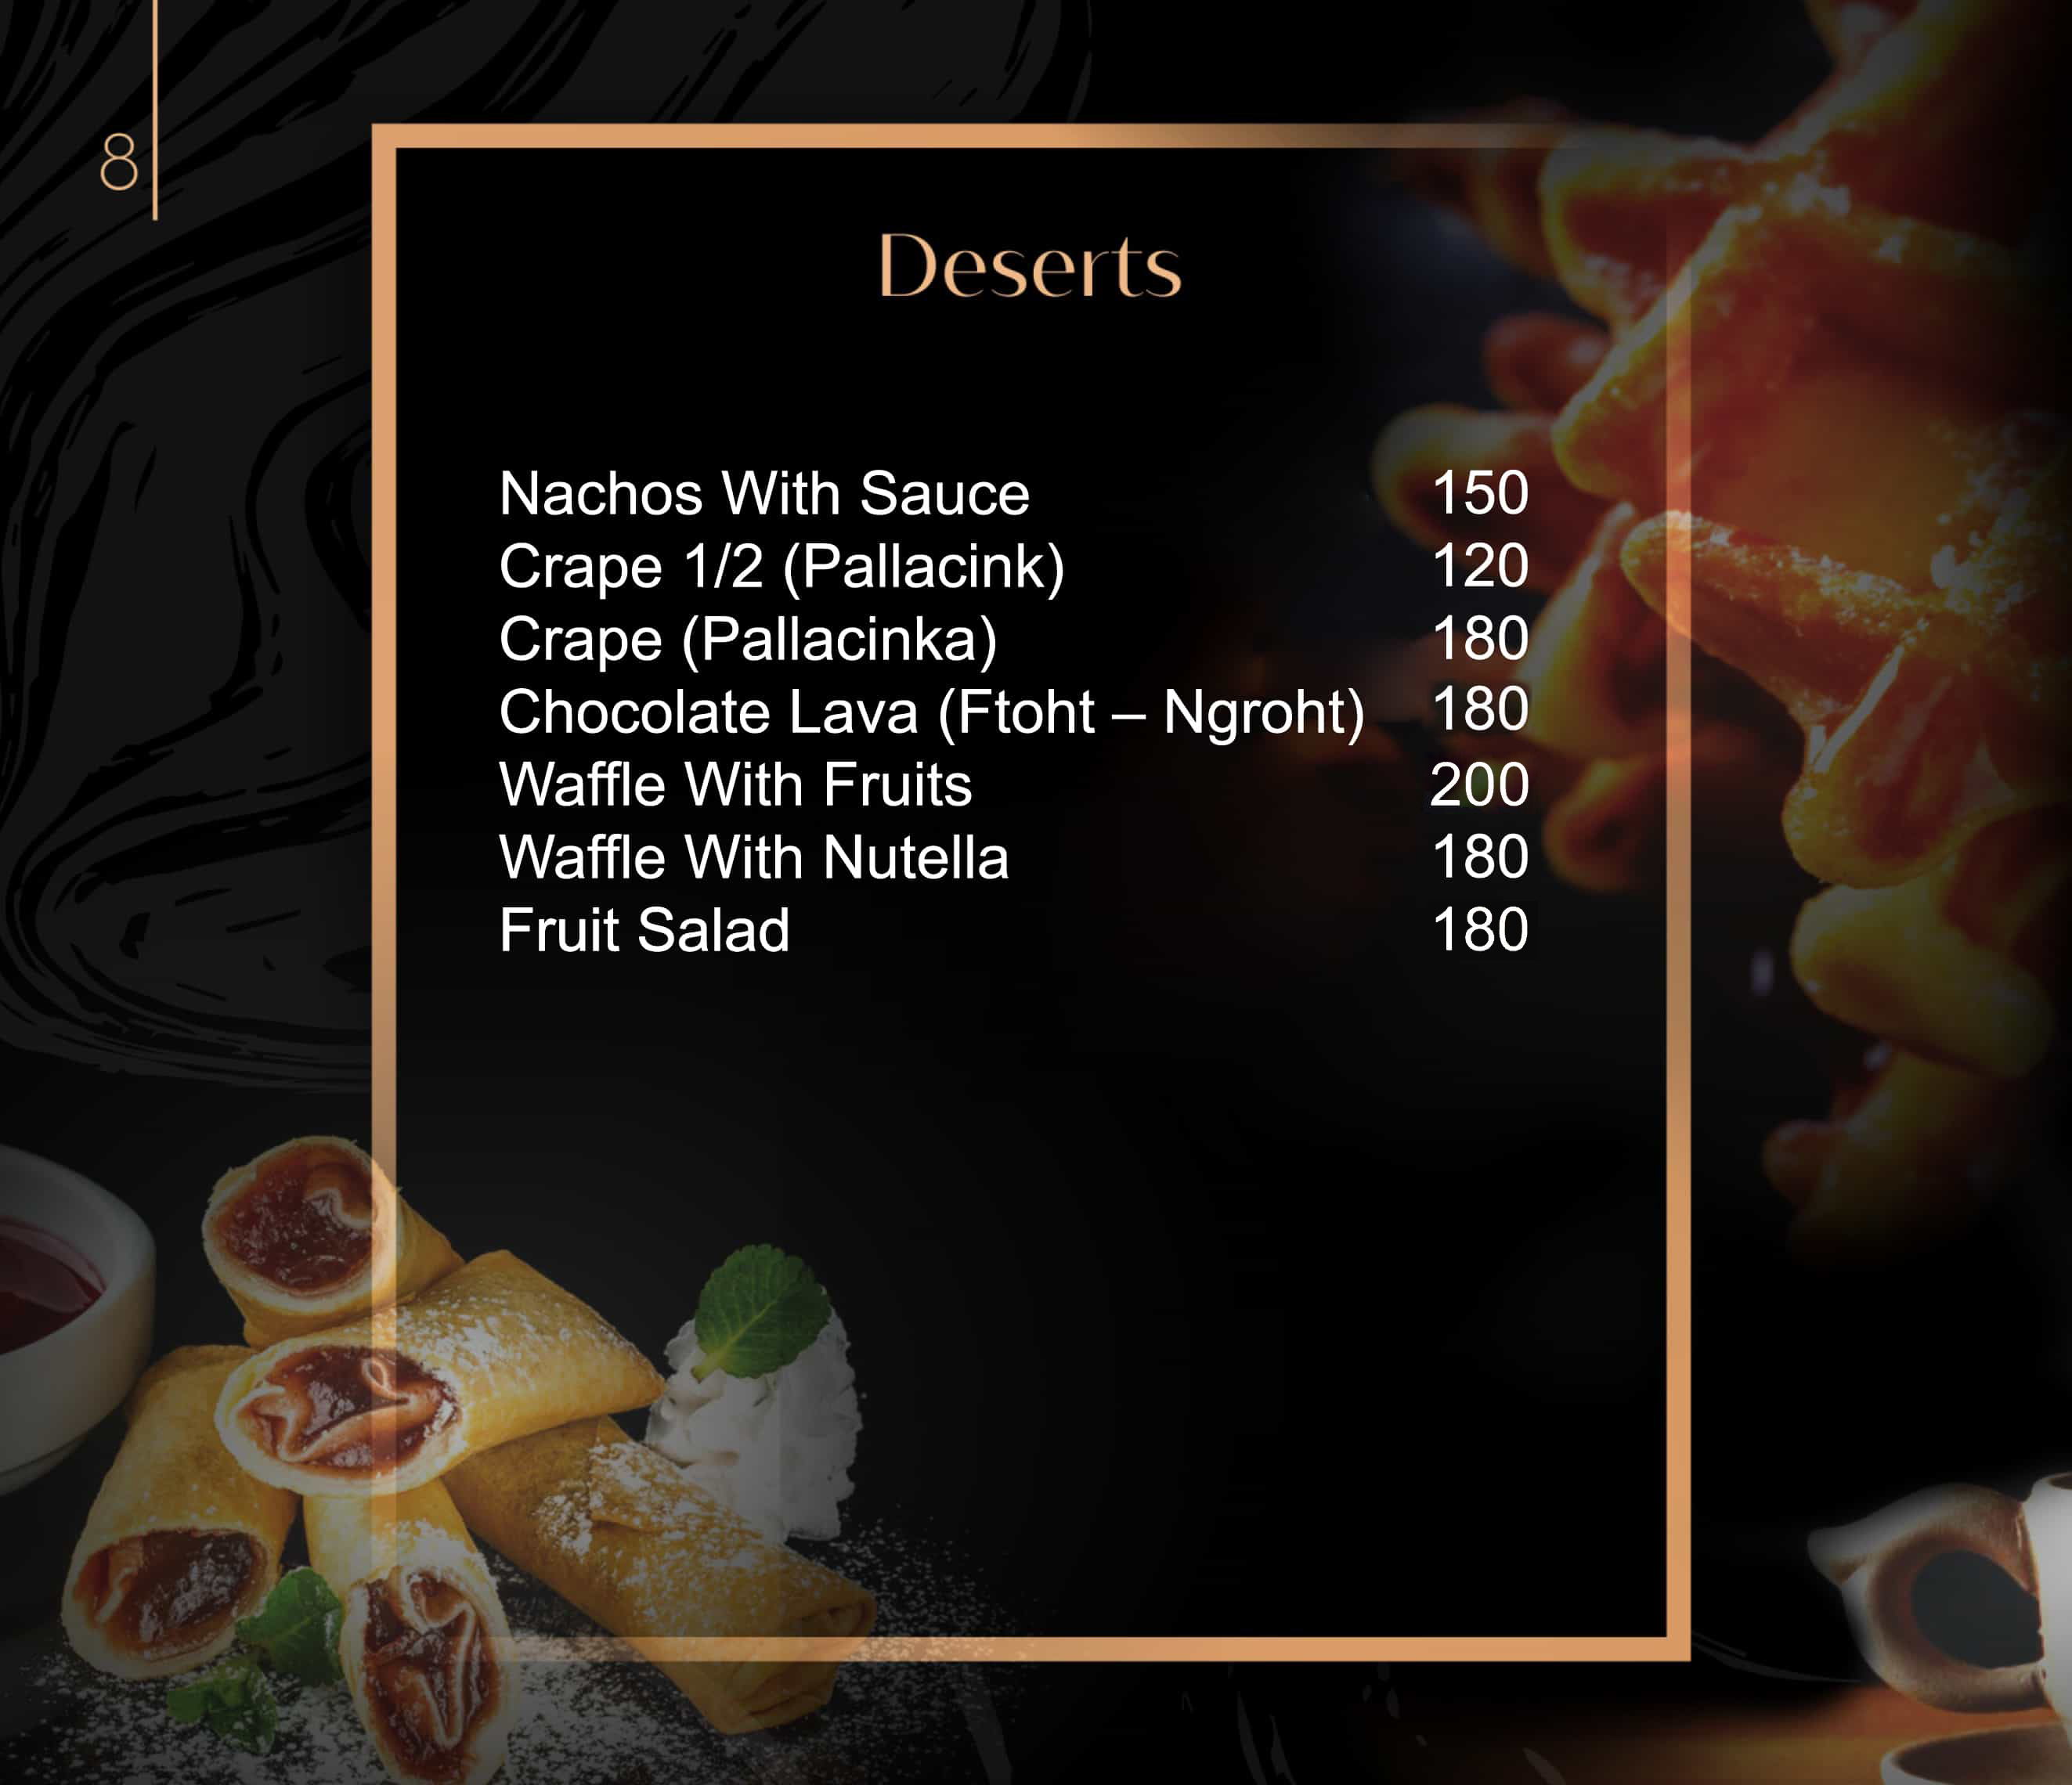 8
Deserts
Nachos With Sauce 150
Crape 1/2 (Pallacink) 120
Crape (Pallacinka) 180
Chocolate Lava (Ftoht – Ngroht) 180
Waffle With Fruits 200
Waffle With Nutella 180
Fruit Salad 180